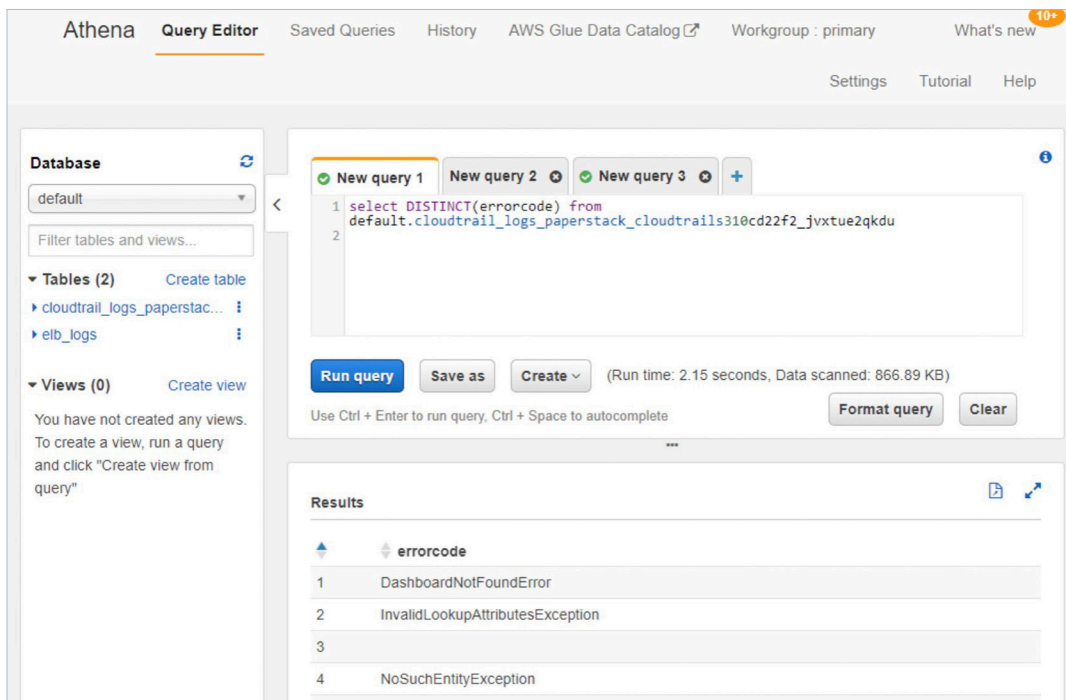 Athena Query Editor Saved Queries History AWS Glue Data Catalog Workgroup : primary What's new 10+
Settings Tutorial Help
Database
default
Filter tables and views...
Tables (2) Create table
cloudtrail_logs_paperstac...
elb_logs
Views (0) Create view
You have not created any views.
To create a view, run a query
and click "Create view from
query"
New query 1 New query 2 New query 3 +
1 select DISTINCT(errorcode) from
default.cloudtrail_logs_paperstack_cloudtrails310cd22f2_jvxtue2qkdu
2
Run query Save as Create (Run time: 2.15 seconds, Data scanned: 866.89 KB)
Use Ctrl + Enter to run query, Ctrl + Space to autocomplete Format query Clear
Results
errorcode
1 DashboardNotFoundError
2 InvalidLookupAttributesException
3
4 NoSuchEntityException